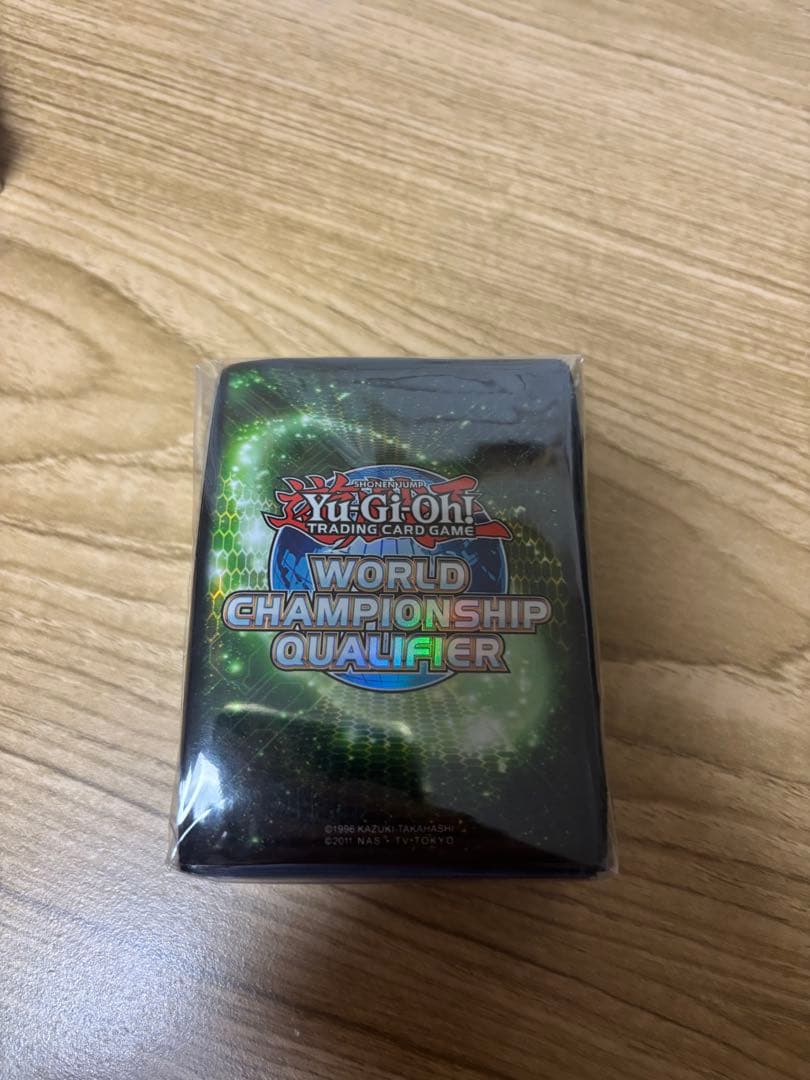 SHONEN JUMP
Yu-Gi-Oh!
TRADING CARD GAME
WORLD
CHAMPIONSHIP
QUALIFIER
©1996 KAZUKI TAKAHASHI
©2011 NAS • TV TOKYO